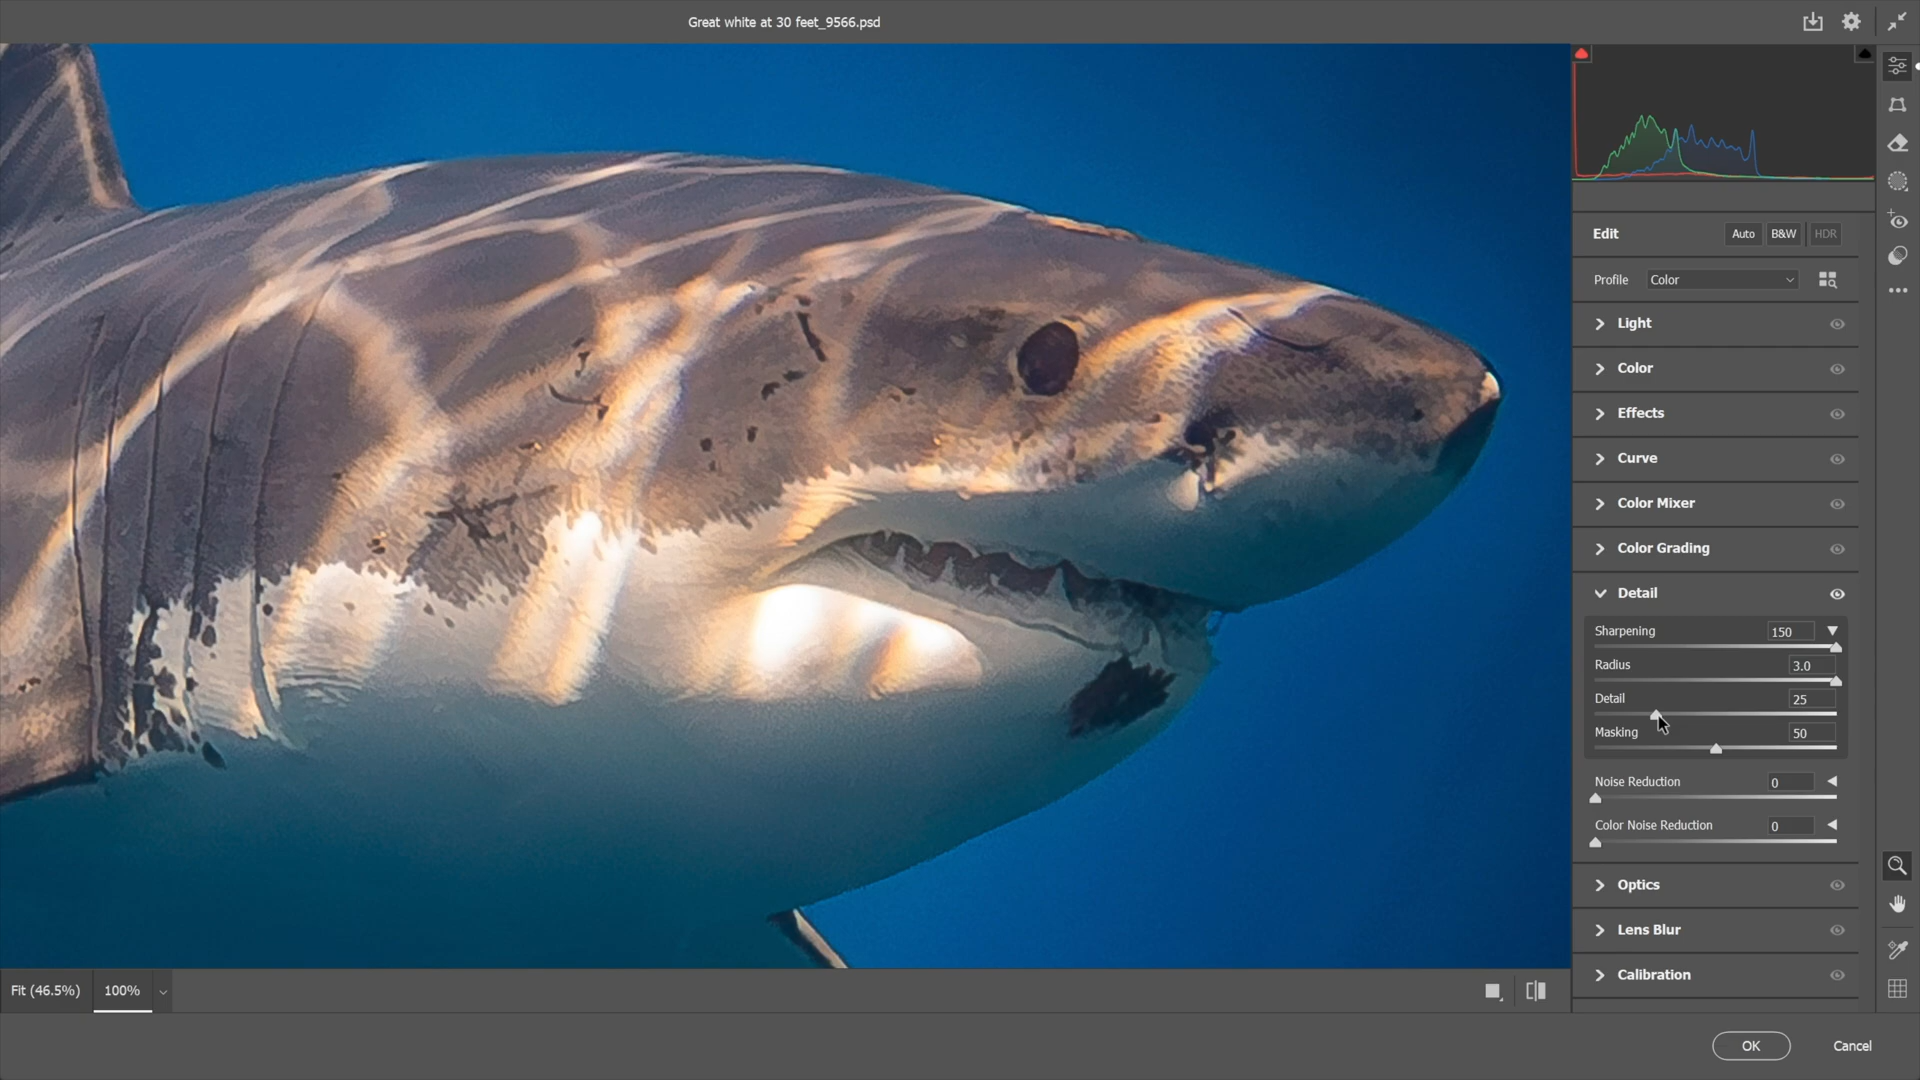 Great white at 30 feet_9566.psd
Edit Auto B&W HDR
Profile Color
Light
Color
Effects
Curve
Color Mixer
Color Grading
Detail
Sharpening 150
Radius 3.0
Detail 25
Masking 50
Noise Reduction 0
Color Noise Reduction 0
Optics
Lens Blur
Calibration
Fit (46.5%) 100%
OK Cancel